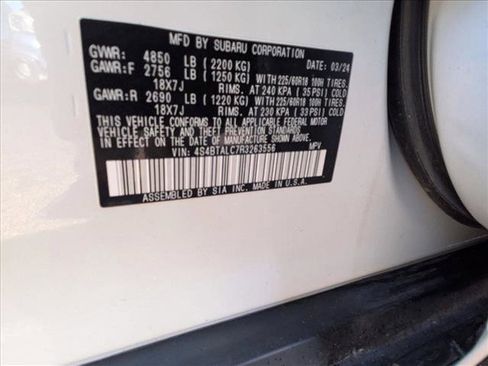 MFD BY SUBARU CORPORATION DATE: 03/24
GVWR: 4850 LB (2200 KG)
GAWR:F 2756 LB (1250 KG) WITH 225/60R18 100H TIRES,
18X7J RIMS, AT 240 KPA (35 PSI) COLD
GAWR:R 2690 LB (1220 KG) WITH 225/60R18 100H TIRES,
18X7J RIMS, AT 230 KPA (33 PSI) COLD
THIS VEHICLE CONFORMS TO ALL APPLICABLE FEDERAL MOTOR
VEHICLE SAFETY AND THEFT PREVENTION STANDARDS
IN EFFECT ON THE DATE OF MANUFACTURE SHOWN ABOVE.
VIN: 4S4BTALC7R3263556 MPV
ASSEMBLED BY SIA INC. MADE IN U.S.A.